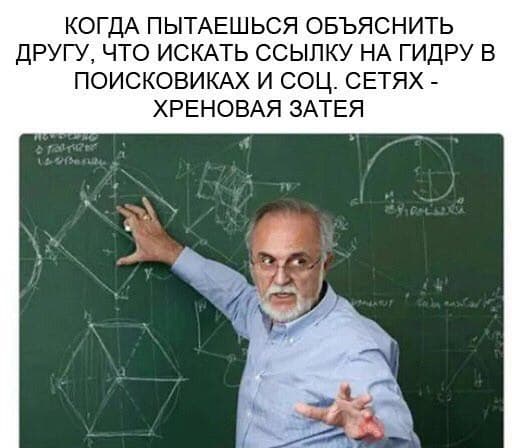 КОГДА ПЫТАЕШЬСЯ ОБЪЯСНИТЬ
ДРУГУ, ЧТО ИСКАТЬ ССЫЛКУ НА ГИДРУ В
ПОИСКОВИКАХ И СОЦ. СЕТЯХ -
ХРЕНОВАЯ ЗАТЕЯ